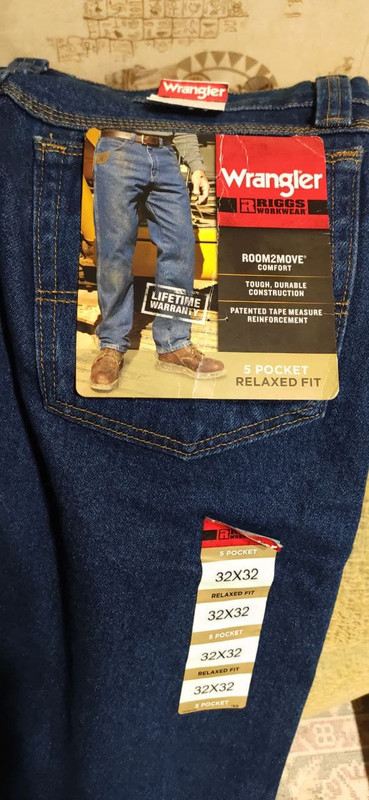 Wrangler
Wrangler
R RIGGS
WORKWEAR
ROOM2MOVE®
COMFORT
TOUGH, DURABLE
CONSTRUCTION
PATENTED TAPE MEASURE
REINFORCEMENT
LIFETIME
WARRANTY
5 POCKET
RELAXED FIT
5 POCKET
32X32
RELAXED FIT
32X32
5 POCKET
32X32
RELAXED FIT
32X32
5 POCKET